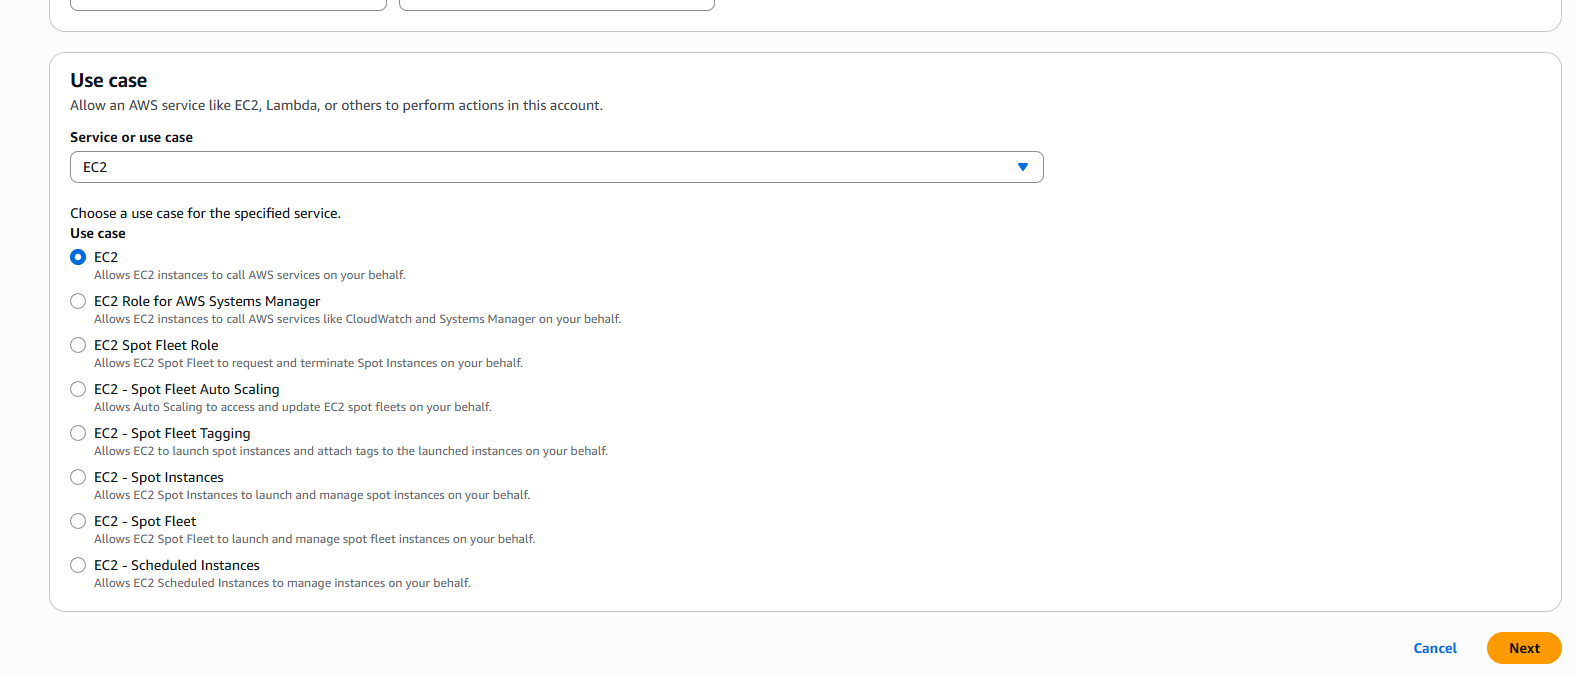 Use case
Allow an AWS service like EC2, Lambda, or others to perform actions in this account.
Service or use case
EC2
Choose a use case for the specified service.
Use case
EC2
Allows EC2 instances to call AWS services on your behalf.
EC2 Role for AWS Systems Manager
Allows EC2 instances to call AWS services like CloudWatch and Systems Manager on your behalf.
EC2 Spot Fleet Role
Allows EC2 Spot Fleet to request and terminate Spot Instances on your behalf.
EC2 - Spot Fleet Auto Scaling
Allows Auto Scaling to access and update EC2 spot fleets on your behalf.
EC2 - Spot Fleet Tagging
Allows EC2 to launch spot instances and attach tags to the launched instances on your behalf.
EC2 - Spot Instances
Allows EC2 Spot Instances to launch and manage spot instances on your behalf.
EC2 - Spot Fleet
Allows EC2 Spot Fleet to launch and manage spot fleet instances on your behalf.
EC2 - Scheduled Instances
Allows EC2 Scheduled Instances to manage instances on your behalf.
Cancel Next